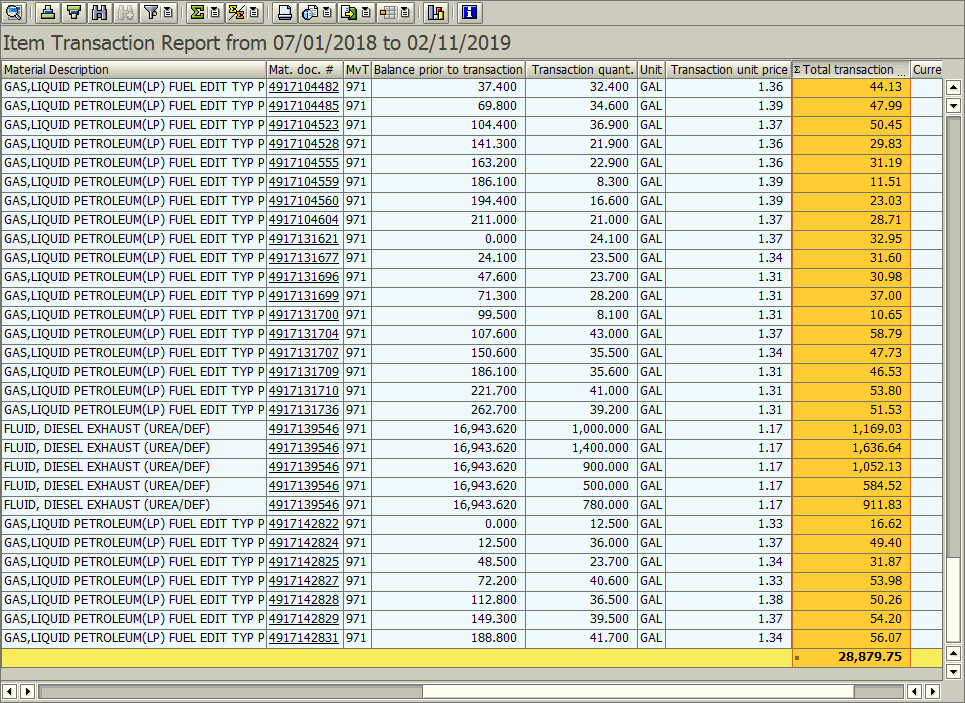 Item Transaction Report from 07/01/2018 to 02/11/2019
Material Description Mat. doc. # MvT Balance prior to transaction Transaction quant. Unit Transaction unit price Σ Total transaction ... Curre
GAS,LIQUID PETROLEUM(LP) FUEL EDIT TYP P 4917104482 971 37.400 32.400 GAL 1.36 44.13
GAS,LIQUID PETROLEUM(LP) FUEL EDIT TYP P 4917104485 971 69.800 34.600 GAL 1.39 47.99
GAS,LIQUID PETROLEUM(LP) FUEL EDIT TYP P 4917104523 971 104.400 36.900 GAL 1.37 50.45
GAS,LIQUID PETROLEUM(LP) FUEL EDIT TYP P 4917104528 971 141.300 21.900 GAL 1.36 29.83
GAS,LIQUID PETROLEUM(LP) FUEL EDIT TYP P 4917104555 971 163.200 22.900 GAL 1.36 31.19
GAS,LIQUID PETROLEUM(LP) FUEL EDIT TYP P 4917104559 971 186.100 8.300 GAL 1.39 11.51
GAS,LIQUID PETROLEUM(LP) FUEL EDIT TYP P 4917104560 971 194.400 16.600 GAL 1.39 23.03
GAS,LIQUID PETROLEUM(LP) FUEL EDIT TYP P 4917104604 971 211.000 21.000 GAL 1.37 28.71
GAS,LIQUID PETROLEUM(LP) FUEL EDIT TYP P 4917131621 971 0.000 24.100 GAL 1.37 32.95
GAS,LIQUID PETROLEUM(LP) FUEL EDIT TYP P 4917131677 971 24.100 23.500 GAL 1.34 31.60
GAS,LIQUID PETROLEUM(LP) FUEL EDIT TYP P 4917131696 971 47.600 23.700 GAL 1.31 30.98
GAS,LIQUID PETROLEUM(LP) FUEL EDIT TYP P 4917131699 971 71.300 28.200 GAL 1.31 37.00
GAS,LIQUID PETROLEUM(LP) FUEL EDIT TYP P 4917131700 971 99.500 8.100 GAL 1.31 10.65
GAS,LIQUID PETROLEUM(LP) FUEL EDIT TYP P 4917131704 971 107.600 43.000 GAL 1.37 58.79
GAS,LIQUID PETROLEUM(LP) FUEL EDIT TYP P 4917131707 971 150.600 35.500 GAL 1.34 47.73
GAS,LIQUID PETROLEUM(LP) FUEL EDIT TYP P 4917131709 971 186.100 35.600 GAL 1.31 46.53
GAS,LIQUID PETROLEUM(LP) FUEL EDIT TYP P 4917131710 971 221.700 41.000 GAL 1.31 53.80
GAS,LIQUID PETROLEUM(LP) FUEL EDIT TYP P 4917131736 971 262.700 39.200 GAL 1.31 51.53
FLUID, DIESEL EXHAUST (UREA/DEF) 4917139546 971 16,943.620 1,000.000 GAL 1.17 1,169.03
FLUID, DIESEL EXHAUST (UREA/DEF) 4917139546 971 16,943.620 1,400.000 GAL 1.17 1,636.64
FLUID, DIESEL EXHAUST (UREA/DEF) 4917139546 971 16,943.620 900.000 GAL 1.17 1,052.13
FLUID, DIESEL EXHAUST (UREA/DEF) 4917139546 971 16,943.620 500.000 GAL 1.17 584.52
FLUID, DIESEL EXHAUST (UREA/DEF) 4917139546 971 16,943.620 780.000 GAL 1.17 911.83
GAS,LIQUID PETROLEUM(LP) FUEL EDIT TYP P 4917142822 971 0.000 12.500 GAL 1.33 16.62
GAS,LIQUID PETROLEUM(LP) FUEL EDIT TYP P 4917142824 971 12.500 36.000 GAL 1.37 49.40
GAS,LIQUID PETROLEUM(LP) FUEL EDIT TYP P 4917142825 971 48.500 23.700 GAL 1.34 31.87
GAS,LIQUID PETROLEUM(LP) FUEL EDIT TYP P 4917142827 971 72.200 40.600 GAL 1.33 53.98
GAS,LIQUID PETROLEUM(LP) FUEL EDIT TYP P 4917142828 971 112.800 36.500 GAL 1.38 50.26
GAS,LIQUID PETROLEUM(LP) FUEL EDIT TYP P 4917142829 971 149.300 39.500 GAL 1.37 54.20
GAS,LIQUID PETROLEUM(LP) FUEL EDIT TYP P 4917142831 971 188.800 41.700 GAL 1.34 56.07
28,879.75